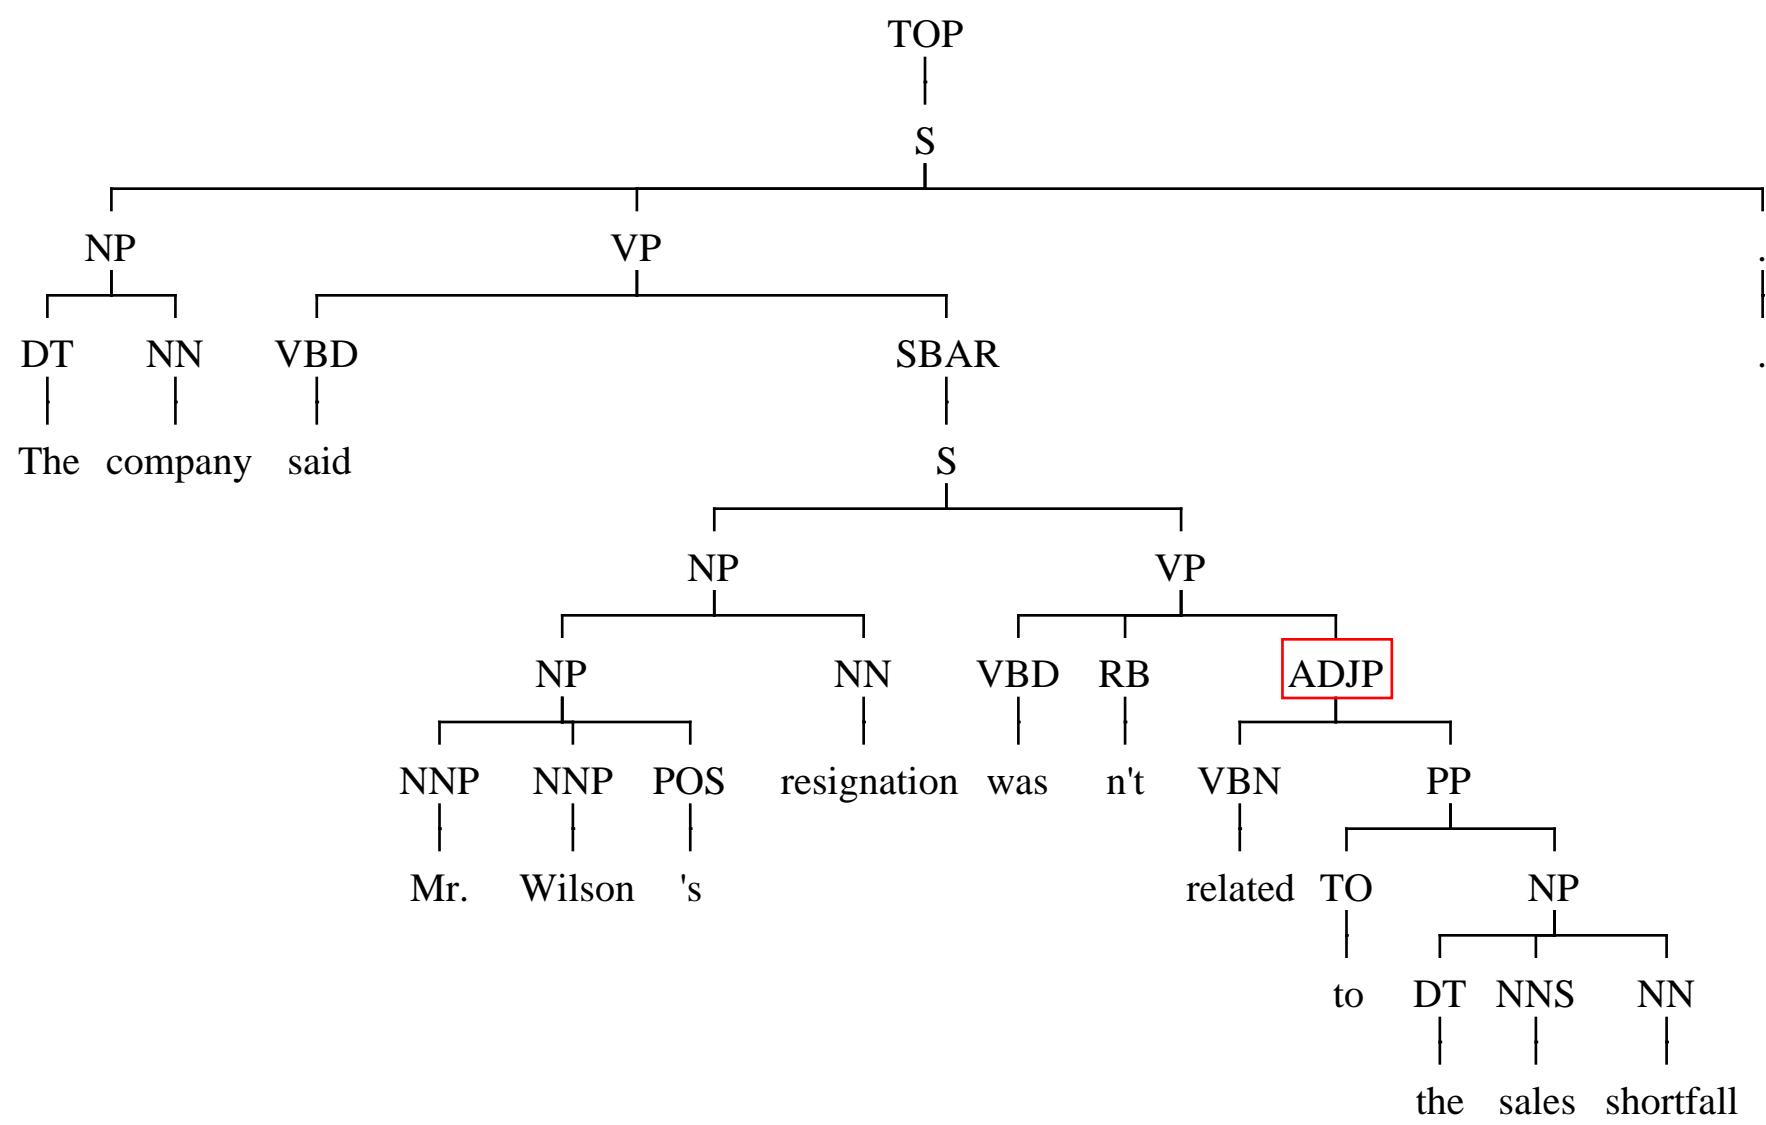 TOP
S
NP VP .
DT NN VBD SBAR .
The company said S
NP VP
NP NN VBD RB ADJP
NNP NNP POS resignation was n't VBN PP
Mr. Wilson 's related TO NP
to DT NNS NN
the sales shortfall